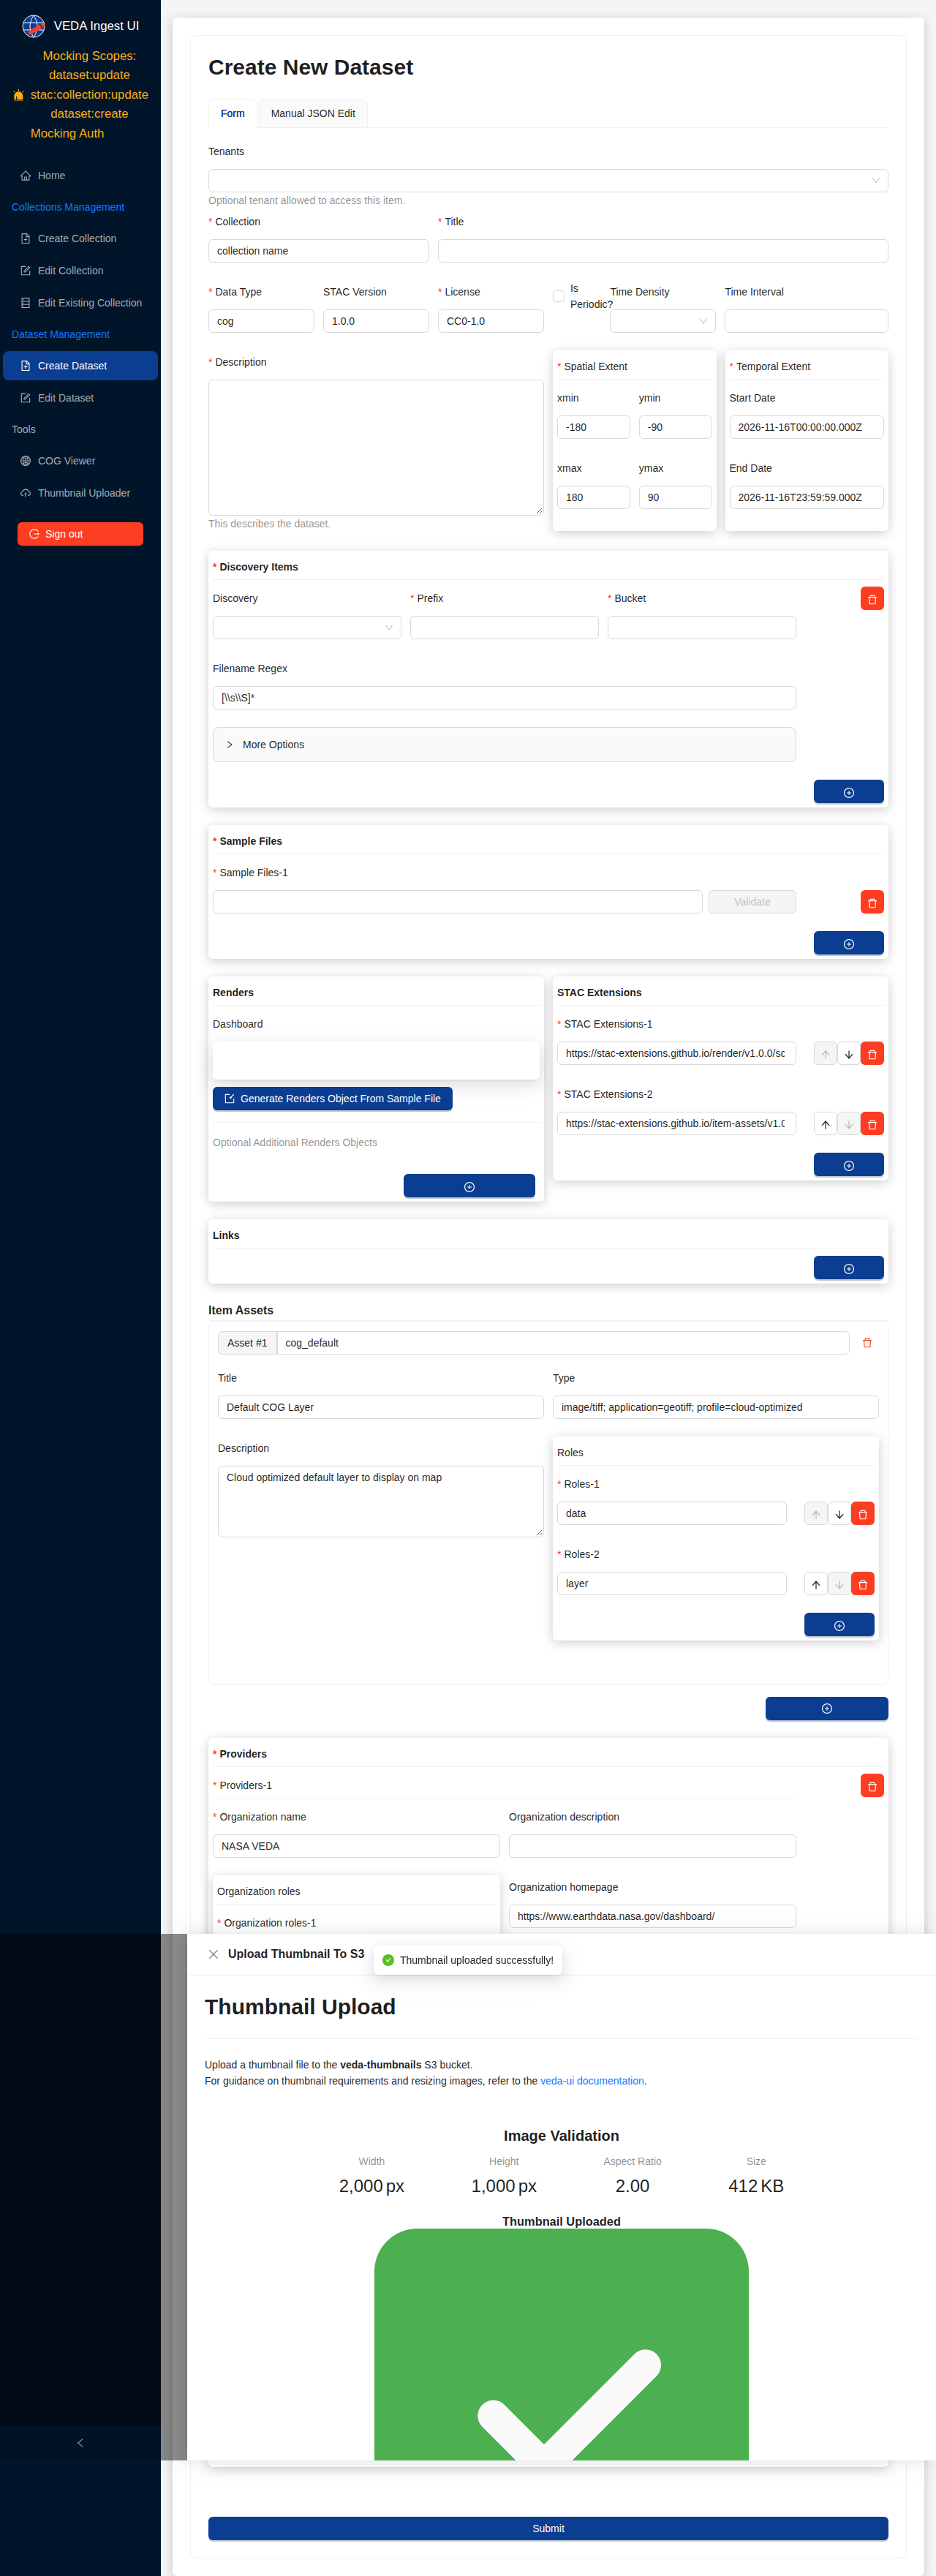 VEDA Ingest UI
Mocking Scopes:
dataset:update
stac:collection:update
dataset:create
Mocking Auth
Home
Collections Management
Create Collection
Edit Collection
Edit Existing Collection
Dataset Management
Create Dataset
Edit Dataset
Tools
COG Viewer
Thumbnail Uploader
Sign out
Create New Dataset
Form
Manual JSON Edit
Tenants
Optional tenant allowed to access this item.
* Collection
* Title
collection name
* Data Type
STAC Version
* License
Is Periodic?
Time Density
Time Interval
cog
1.0.0
CC0-1.0
* Description
This describes the dataset.
* Spatial Extent
xmin
ymin
-180
-90
xmax
ymax
180
90
* Temporal Extent
Start Date
2026-11-16T00:00:00.000Z
End Date
2026-11-16T23:59:59.000Z
* Discovery Items
Discovery
* Prefix
* Bucket
Filename Regex
[\\s\\S]*
More Options
* Sample Files
* Sample Files-1
Validate
Renders
Dashboard
Generate Renders Object From Sample File
Optional Additional Renders Objects
STAC Extensions
* STAC Extensions-1
https://stac-extensions.github.io/render/v1.0.0/sc
* STAC Extensions-2
https://stac-extensions.github.io/item-assets/v1.0
Links
Item Assets
Asset #1
cog_default
Title
Type
Default COG Layer
image/tiff; application=geotiff; profile=cloud-optimized
Description
Cloud optimized default layer to display on map
Roles
* Roles-1
data
* Roles-2
layer
* Providers
* Providers-1
* Organization name
Organization description
NASA VEDA
Organization roles
* Organization roles-1
Organization homepage
https://www.earthdata.nasa.gov/dashboard/
Upload Thumbnail To S3
Thumbnail uploaded successfully!
Thumbnail Upload
Upload a thumbnail file to the veda-thumbnails S3 bucket.
For guidance on thumbnail requirements and resizing images, refer to the veda-ui documentation.
Image Validation
Width
Height
Aspect Ratio
Size
2,000 px
1,000 px
2.00
412 KB
Thumbnail Uploaded
Submit